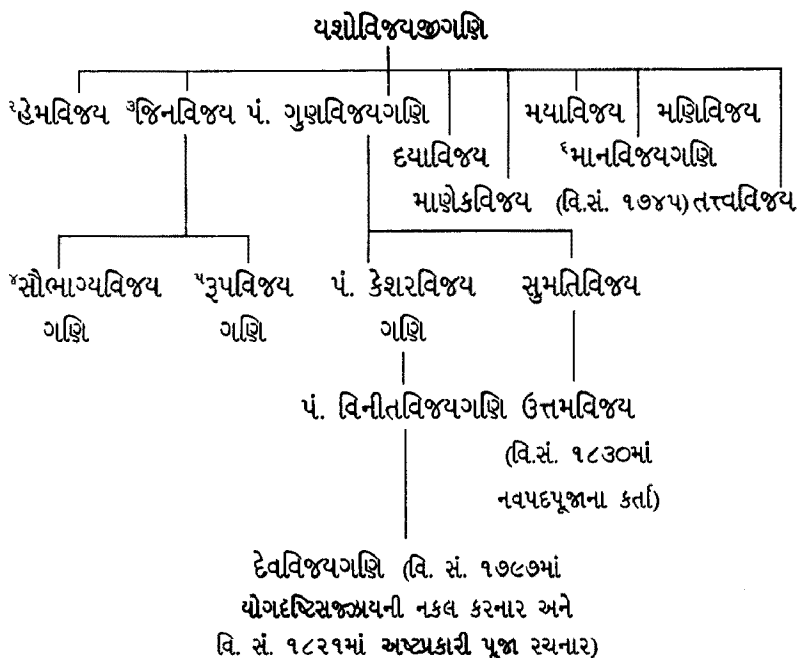 યશોવિજયજીગણિ
²હેમવિજય ³જિનવિજય પં. ગુણવિજયગણિ મયાવિજય મણિવિજય
દયાવિજય ⁶માનવિજયગણિ
માણેકવિજય (વિ.સં. ૧૭૪૫) તત્ત્વવિજય
⁴સૌભાગ્યવિજય ⁵રૂપવિજય પં. કેશરવિજય સુમતિવિજય
ગણિ ગણિ ગણિ
પં. વિનીતવિજયગણિ ઉત્તમવિજય
(વિ.સં. ૧૮૩૦માં
નવપદપૂજાના કર્તા)
દેવવિજયગણિ (વિ. સં. ૧૭૯૭માં
યોગદૃષ્ટિસજ્ઝાયની નકલ કરનાર અને
વિ. સં. ૧૮૨૧માં અષ્ટપ્રકારી પૂજા રચનાર)